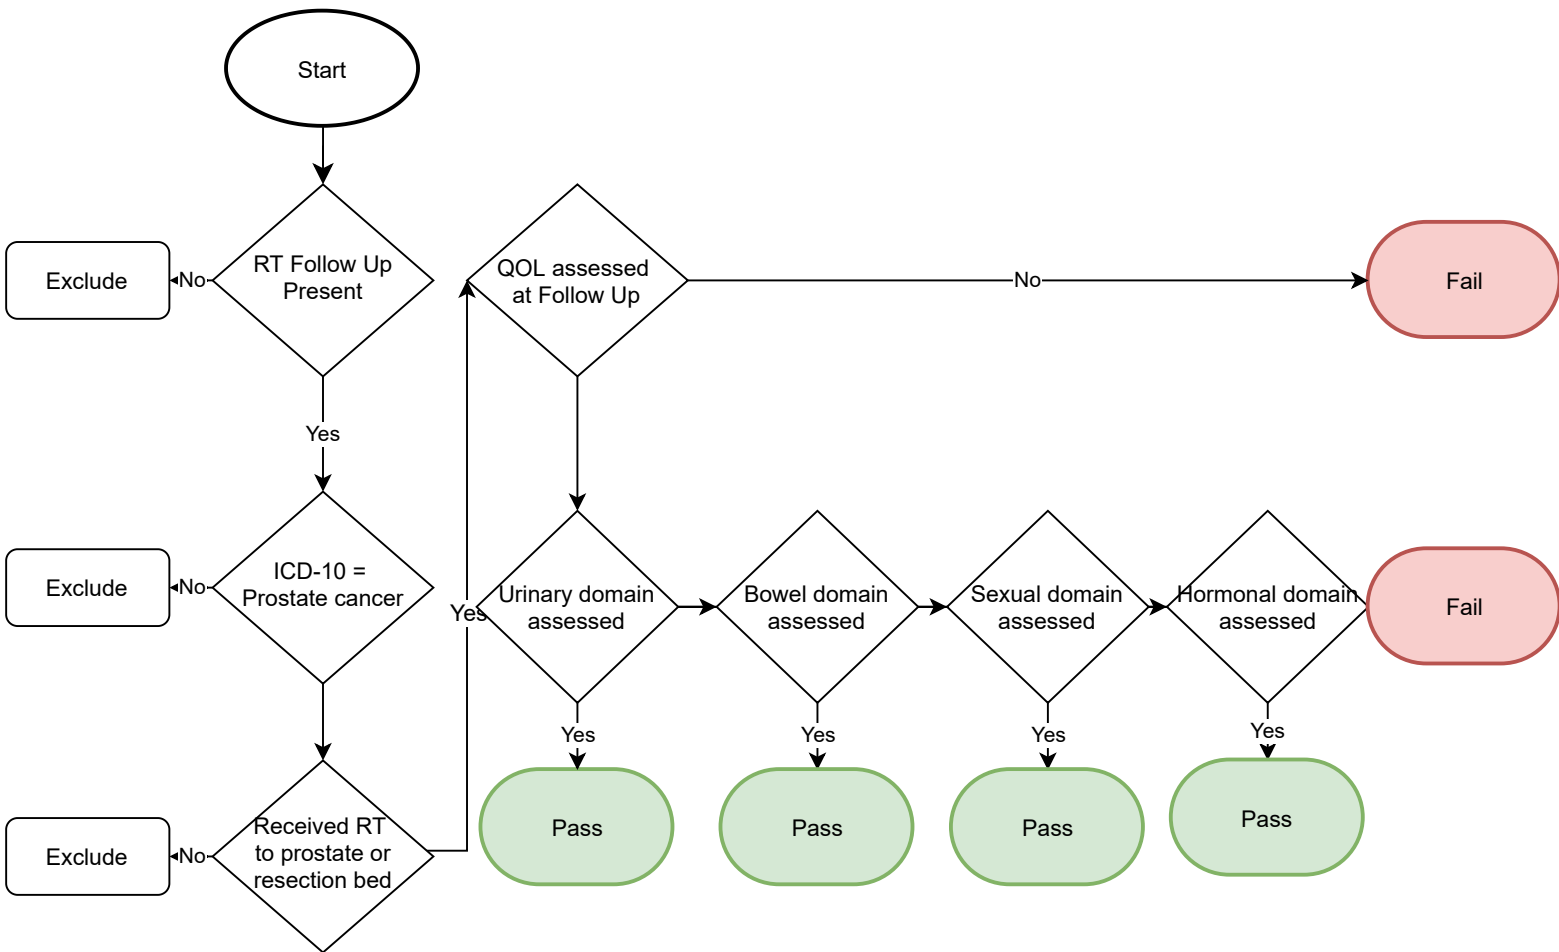 Start
Exclude
No
RT Follow Up
Present
QOL assessed
at Follow Up
No
Fail
Yes
Exclude
No
ICD-10 =
Prostate cancer
Yes
Urinary domain
assessed
Bowel domain
assessed
Sexual domain
assessed
Hormonal domain
assessed
Fail
Yes
Yes
Yes
Yes
Exclude
No
Received RT
to prostate or
resection bed
Pass
Pass
Pass
Pass